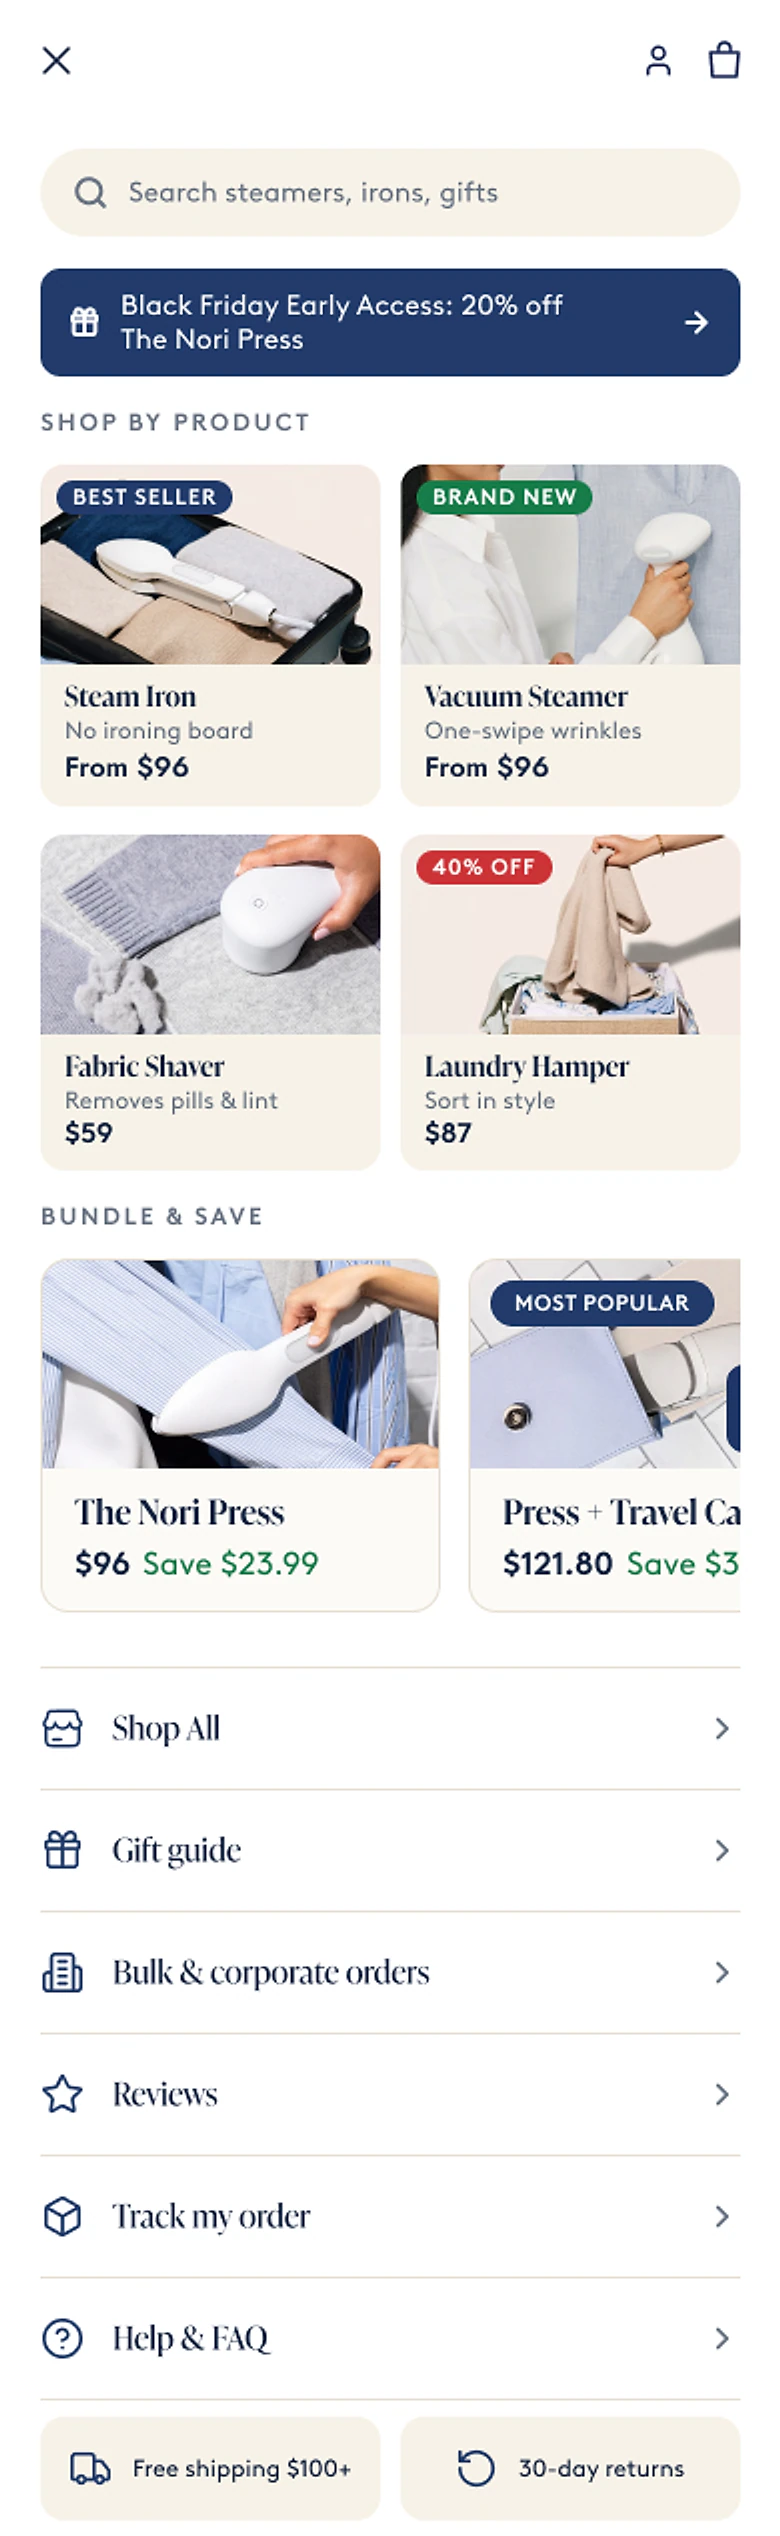 Search steamers, irons, gifts
Black Friday Early Access: 20% off
The Nori Press
SHOP BY PRODUCT
BEST SELLER
Steam Iron
No ironing board
From $96
BRAND NEW
Vacuum Steamer
One-swipe wrinkles
From $96
Fabric Shaver
Removes pills & lint
$59
40% OFF
Laundry Hamper
Sort in style
$87
BUNDLE & SAVE
The Nori Press
$96 Save $23.99
MOST POPULAR
Press + Travel Ca
$121.80 Save $3
Shop All
Gift guide
Bulk & corporate orders
Reviews
Track my order
Help & FAQ
Free shipping $100+
30-day returns